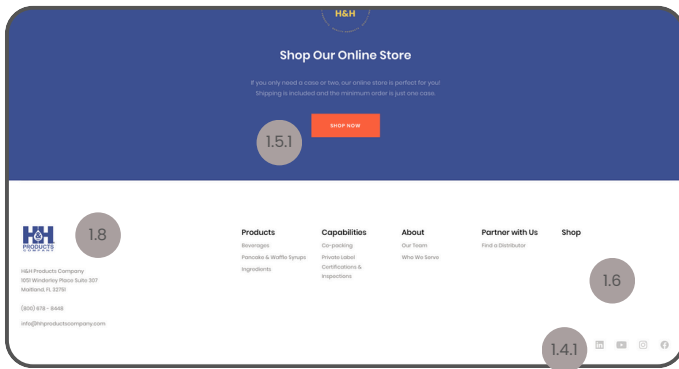 H&H
Shop Our Online Store
If you only need a case or two, our online store is perfect for you!
Shipping is included and the minimum order is just one case.
SHOP NOW
1.5.1
H&H
PRODUCTS
COMPANY
1.8
H&H Products Company
1051 Winderley Place Suite 307
Maitland, FL 32751
(800) 678 - 8448
info@hhproductscompany.com
Products
Beverages
Pancake & Waffle Syrups
Ingredients
Capabilities
Co-packing
Private Label
Certifications &
Inspections
About
Our Team
Who We Serve
Partner with Us
Find a Distributor
Shop
1.6
1.4.1